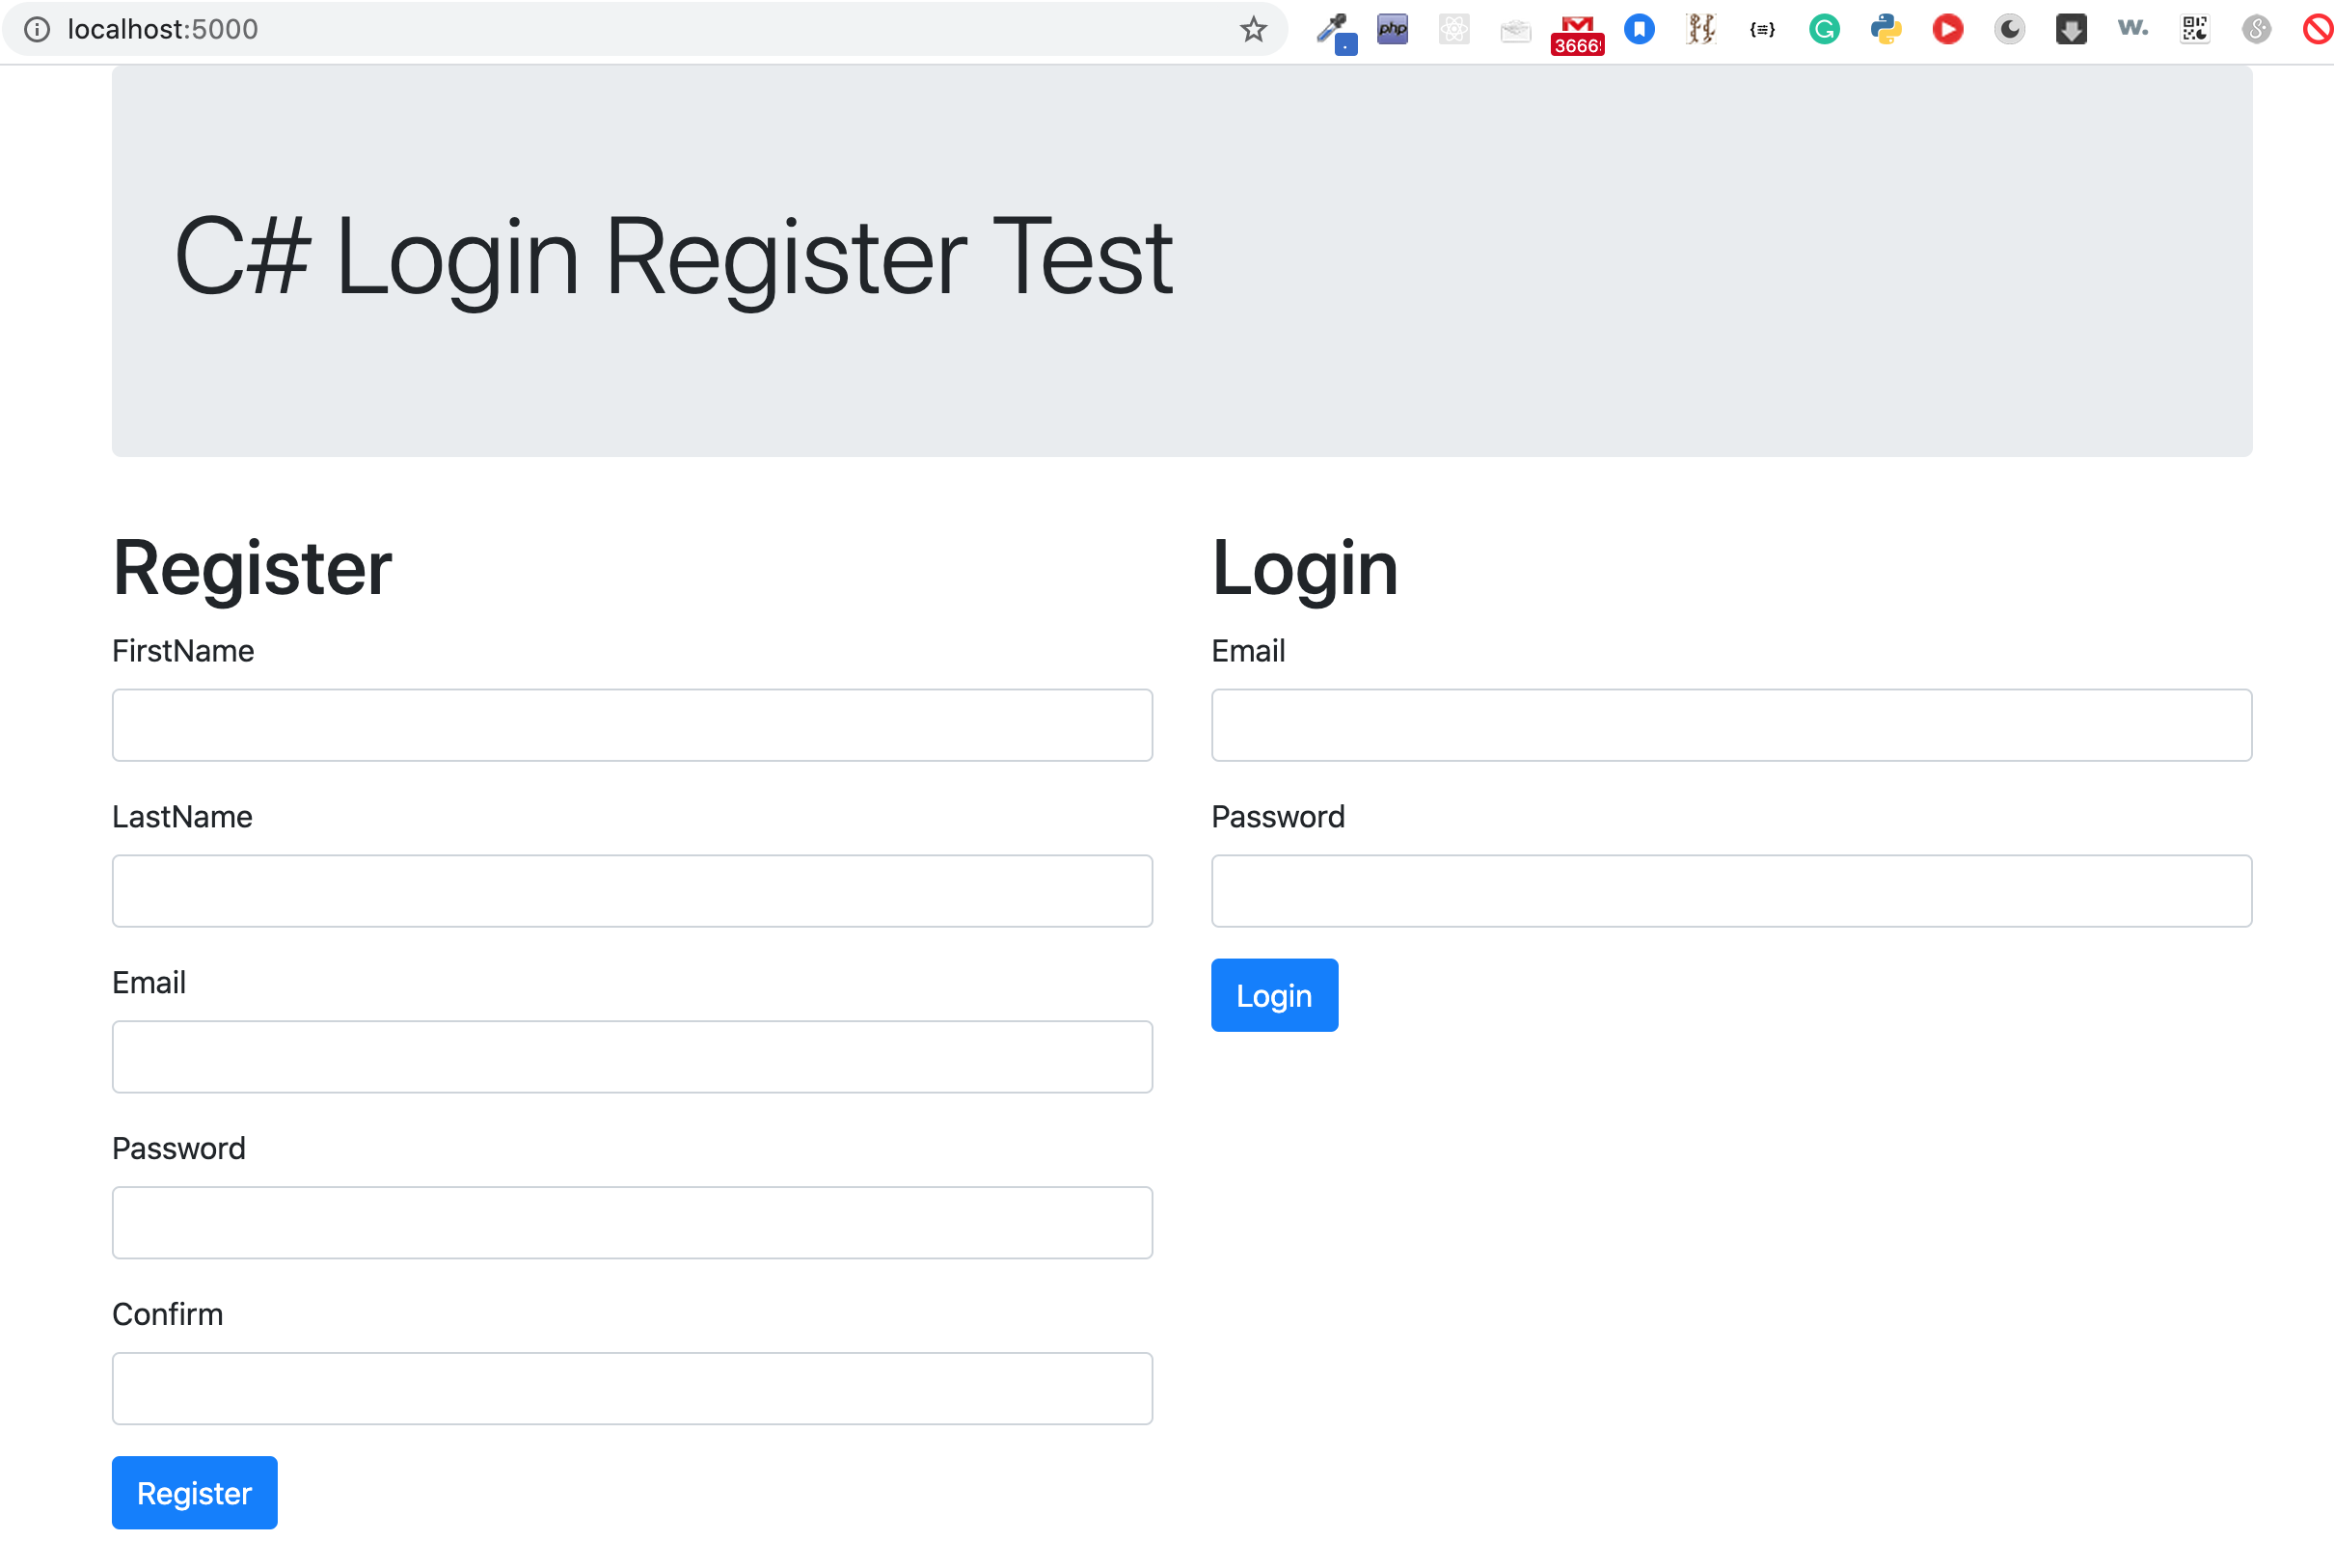 localhost:5000
php
3666
{≡}
w.
C# Login Register Test
Register
FirstName
LastName
Email
Password
Confirm
Register
Login
Email
Password
Login